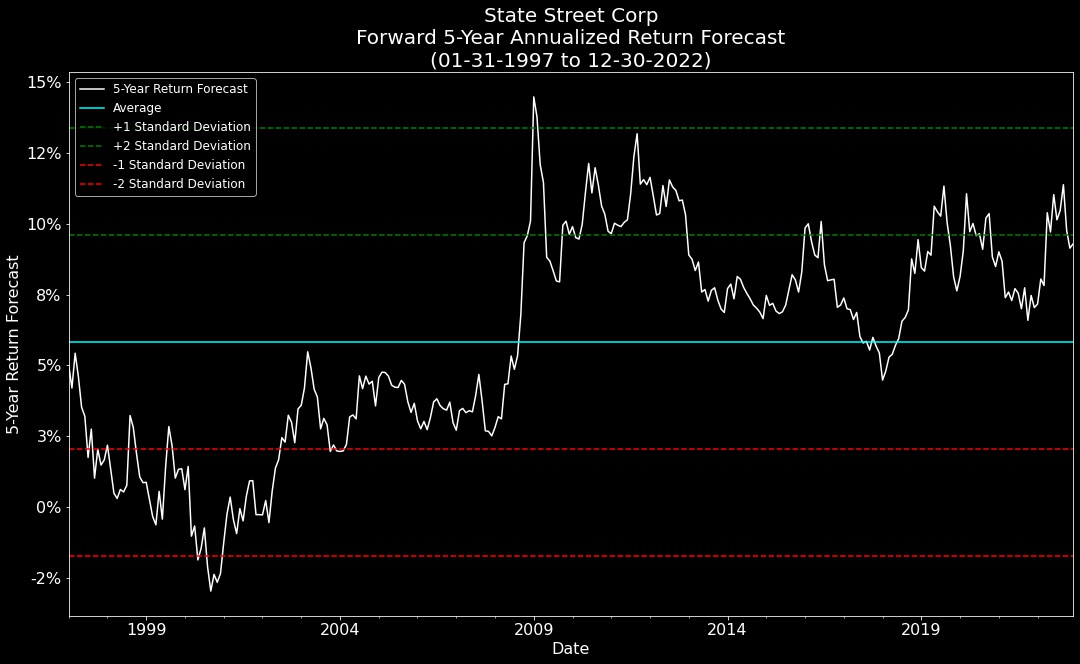 State Street Corp
Forward 5-Year Annualized Return Forecast
(01-31-1997 to 12-30-2022)
5-Year Return Forecast
Average
+1 Standard Deviation
+2 Standard Deviation
-1 Standard Deviation
-2 Standard Deviation
15%
12%
10%
8%
5%
3%
0%
-2%
5-Year Return Forecast
1999 2004 2009 2014 2019
Date